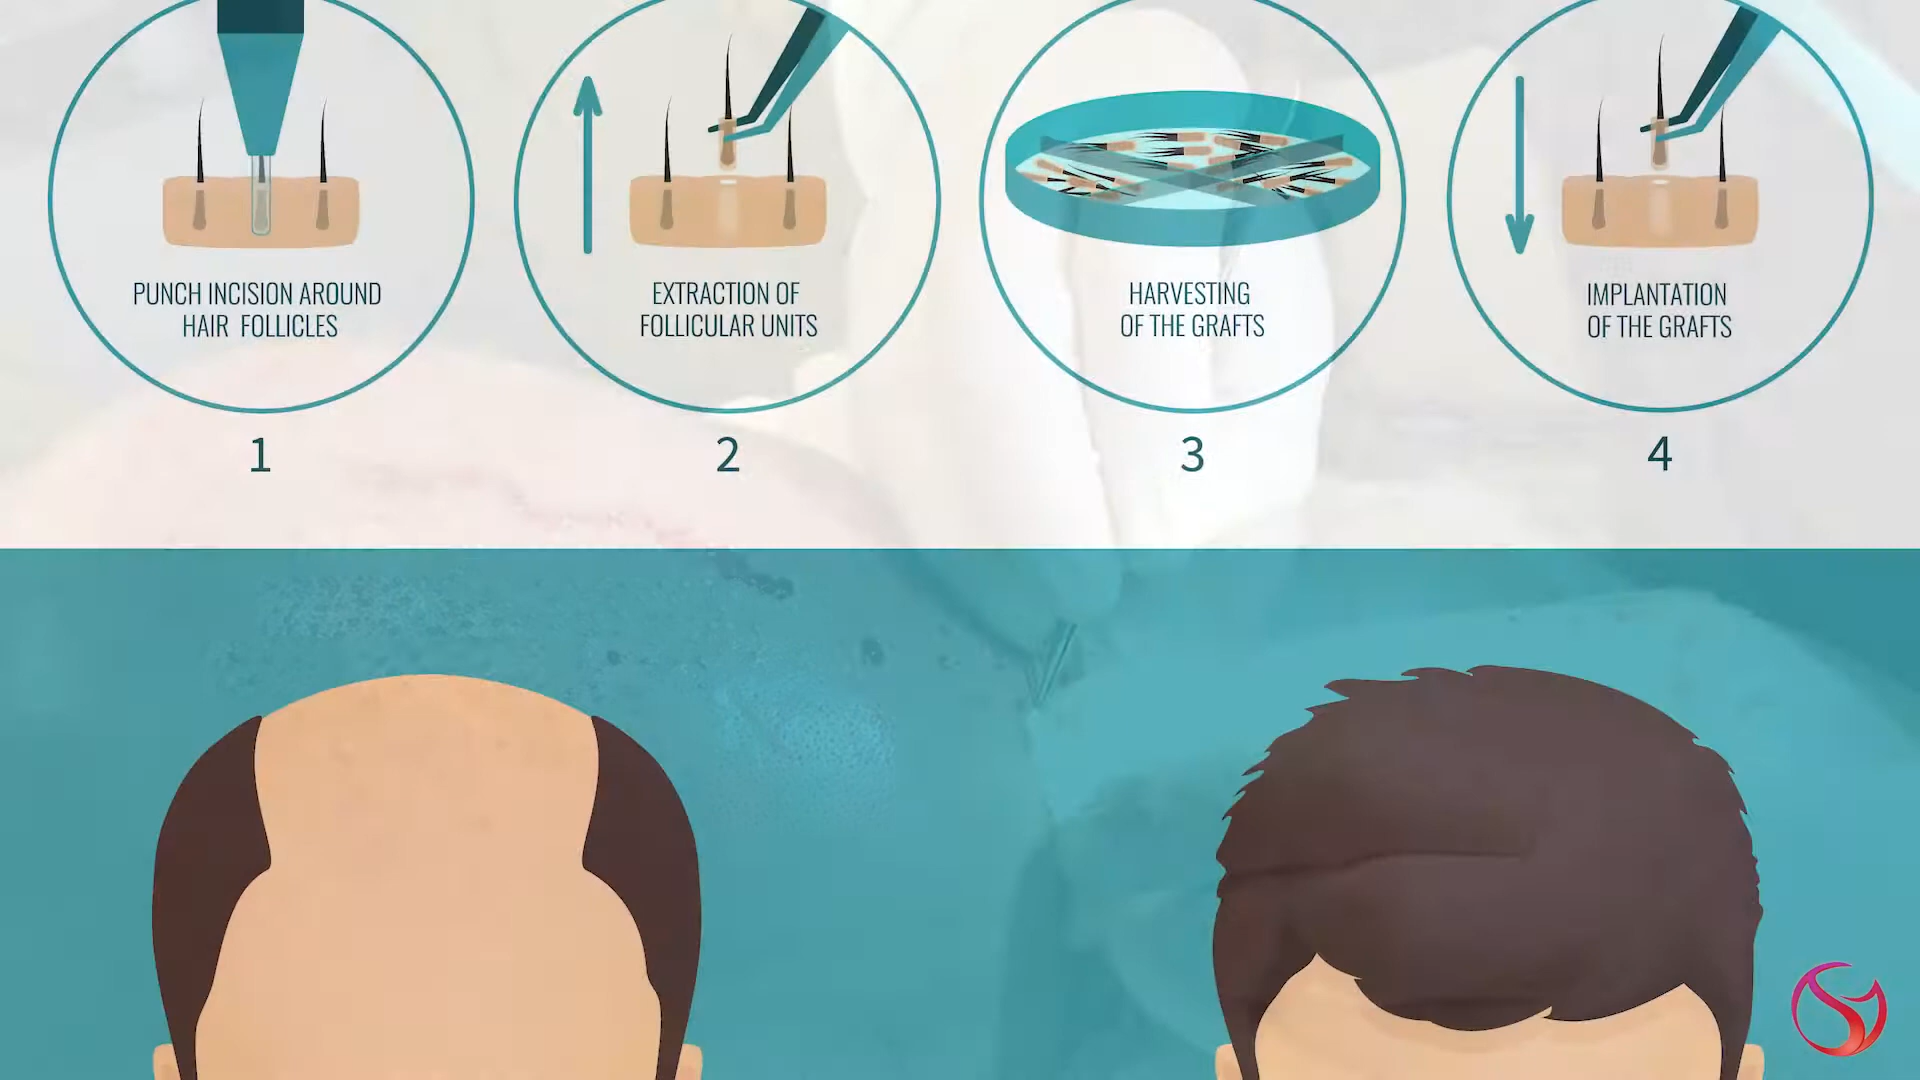 PUNCH INCISION AROUND
HAIR FOLLICLES
1
EXTRACTION OF
FOLLICULAR UNITS
2
HARVESTING
OF THE GRAFTS
3
IMPLANTATION
OF THE GRAFTS
4